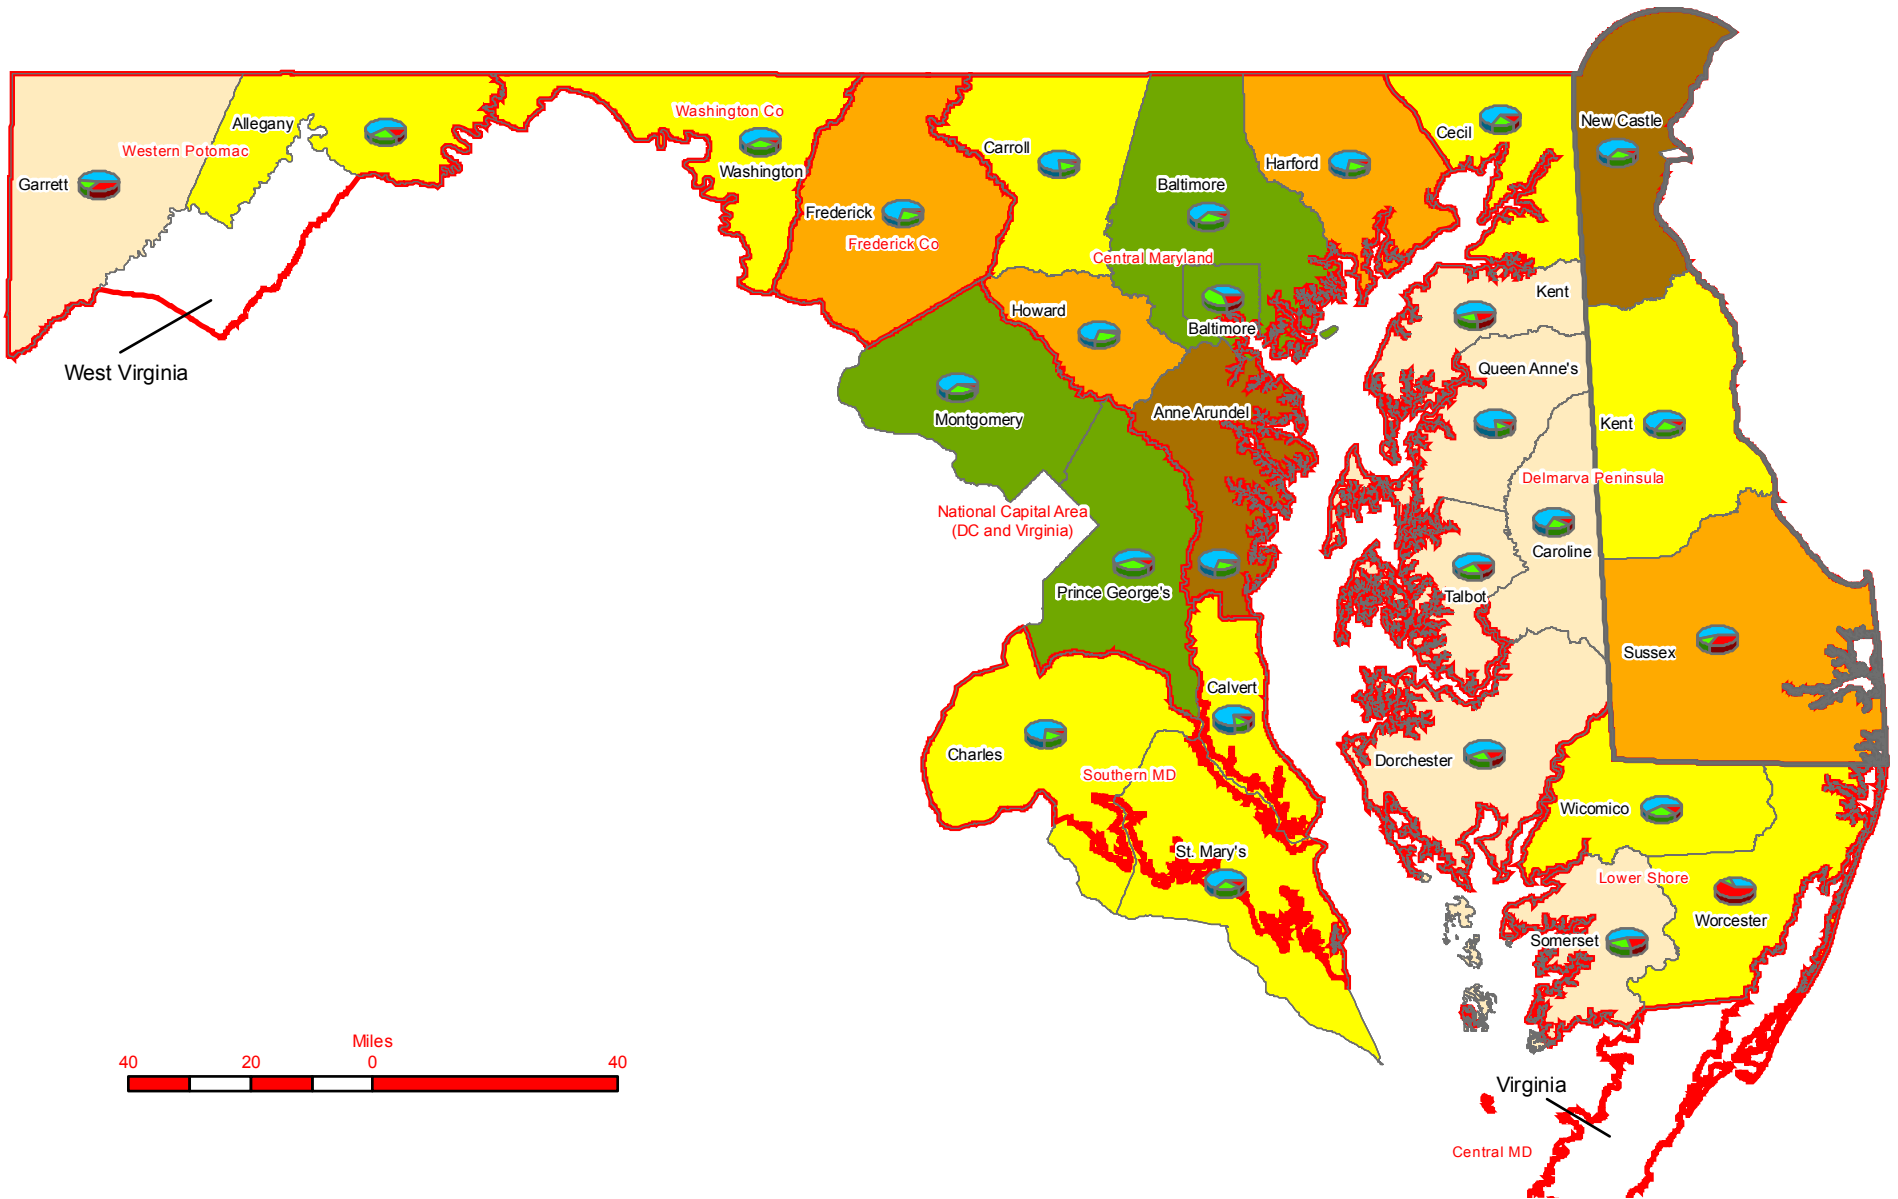 New Castle
Washington Co
Allegany
Cecil
Western Potomac
Carroll
Harford
Washington
Garrett
Baltimore
Frederick
Frederick Co
Central Maryland
Kent
Howard
Baltimore
West Virginia
Queen Anne's
Anne Arundel
Montgomery
Kent
Delmarva Peninsula
National Capital Area
(DC and Virginia)
Caroline
Prince George's
Talbot
Sussex
Calvert
Charles
Dorchester
Southern MD
Wicomico
St. Mary's
Lower Shore
Worcester
Somerset
Miles
40 20 0 40
Virginia
Central MD